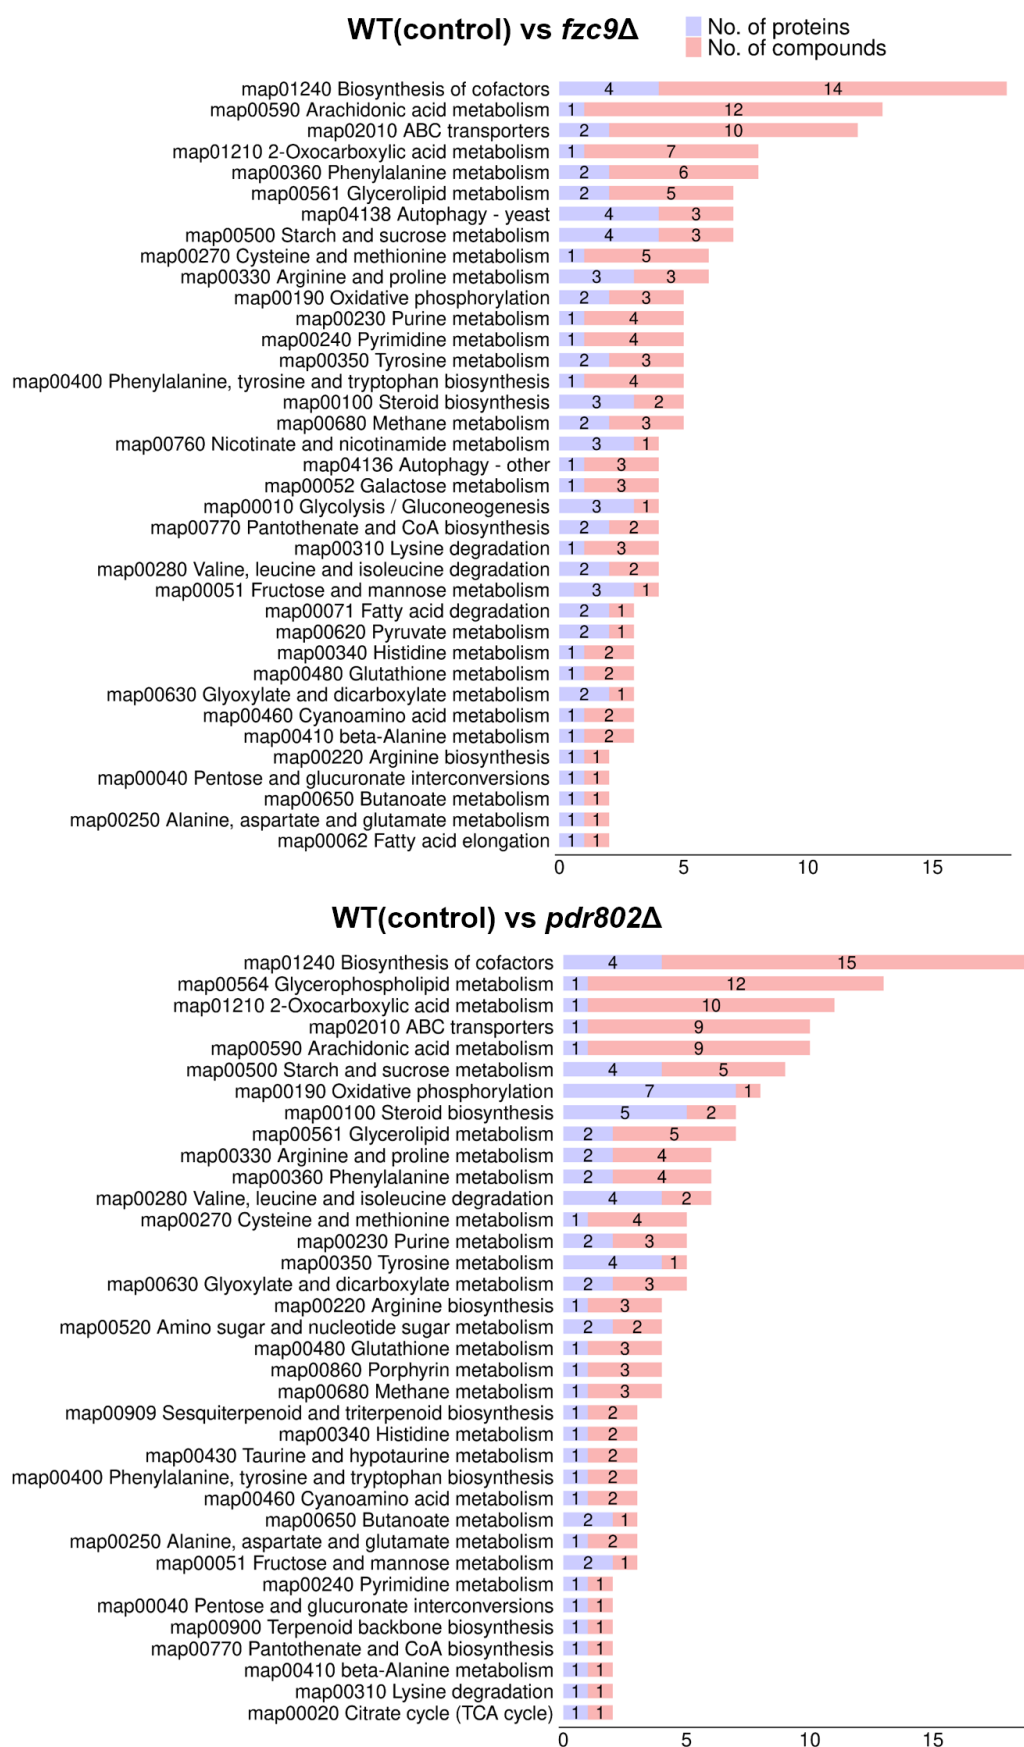 WT(control) vs fzc9Δ
No. of proteins
No. of compounds
map01240 Biosynthesis of cofactors 4 14
map00590 Arachidonic acid metabolism 1 12
map02010 ABC transporters 2 10
map01210 2-Oxocarboxylic acid metabolism 1 7
map00360 Phenylalanine metabolism 2 6
map00561 Glycerolipid metabolism 2 5
map04138 Autophagy - yeast 4 3
map00500 Starch and sucrose metabolism 4 3
map00270 Cysteine and methionine metabolism 1 5
map00330 Arginine and proline metabolism 3 3
map00190 Oxidative phosphorylation 2 3
map00230 Purine metabolism 1 4
map00240 Pyrimidine metabolism 1 4
map00350 Tyrosine metabolism 2 3
map00400 Phenylalanine, tyrosine and tryptophan biosynthesis 1 4
map00100 Steroid biosynthesis 3 2
map00680 Methane metabolism 2 3
map00760 Nicotinate and nicotinamide metabolism 3 1
map04136 Autophagy - other 1 3
map00052 Galactose metabolism 1 3
map00010 Glycolysis / Gluconeogenesis 3 1
map00770 Pantothenate and CoA biosynthesis 2 2
map00310 Lysine degradation 1 3
map00280 Valine, leucine and isoleucine degradation 2 2
map00051 Fructose and mannose metabolism 3 1
map00071 Fatty acid degradation 2 1
map00620 Pyruvate metabolism 2 1
map00340 Histidine metabolism 1 2
map00480 Glutathione metabolism 1 2
map00630 Glyoxylate and dicarboxylate metabolism 2 1
map00460 Cyanoamino acid metabolism 1 2
map00410 beta-Alanine metabolism 1 2
map00220 Arginine biosynthesis 1 1
map00040 Pentose and glucuronate interconversions 1 1
map00650 Butanoate metabolism 1 1
map00250 Alanine, aspartate and glutamate metabolism 1 1
map00062 Fatty acid elongation 1 1
0 5 10 15
WT(control) vs pdr802Δ
map01240 Biosynthesis of cofactors 4 15
map00564 Glycerophospholipid metabolism 1 12
map01210 2-Oxocarboxylic acid metabolism 1 10
map02010 ABC transporters 1 9
map00590 Arachidonic acid metabolism 1 9
map00500 Starch and sucrose metabolism 4 5
map00190 Oxidative phosphorylation 7 1
map00100 Steroid biosynthesis 5 2
map00561 Glycerolipid metabolism 2 5
map00330 Arginine and proline metabolism 2 4
map00360 Phenylalanine metabolism 2 4
map00280 Valine, leucine and isoleucine degradation 4 2
map00270 Cysteine and methionine metabolism 1 4
map00230 Purine metabolism 2 3
map00350 Tyrosine metabolism 4 1
map00630 Glyoxylate and dicarboxylate metabolism 2 3
map00220 Arginine biosynthesis 1 3
map00520 Amino sugar and nucleotide sugar metabolism 2 2
map00480 Glutathione metabolism 1 3
map00860 Porphyrin metabolism 1 3
map00680 Methane metabolism 1 3
map00909 Sesquiterpenoid and triterpenoid biosynthesis 1 2
map00340 Histidine metabolism 1 2
map00430 Taurine and hypotaurine metabolism 1 2
map00400 Phenylalanine, tyrosine and tryptophan biosynthesis 1 2
map00460 Cyanoamino acid metabolism 1 2
map00650 Butanoate metabolism 2 1
map00250 Alanine, aspartate and glutamate metabolism 1 2
map00051 Fructose and mannose metabolism 2 1
map00240 Pyrimidine metabolism 1 1
map00040 Pentose and glucuronate interconversions 1 1
map00900 Terpenoid backbone biosynthesis 1 1
map00770 Pantothenate and CoA biosynthesis 1 1
map00410 beta-Alanine metabolism 1 1
map00310 Lysine degradation 1 1
map00020 Citrate cycle (TCA cycle) 1 1
0 5 10 15